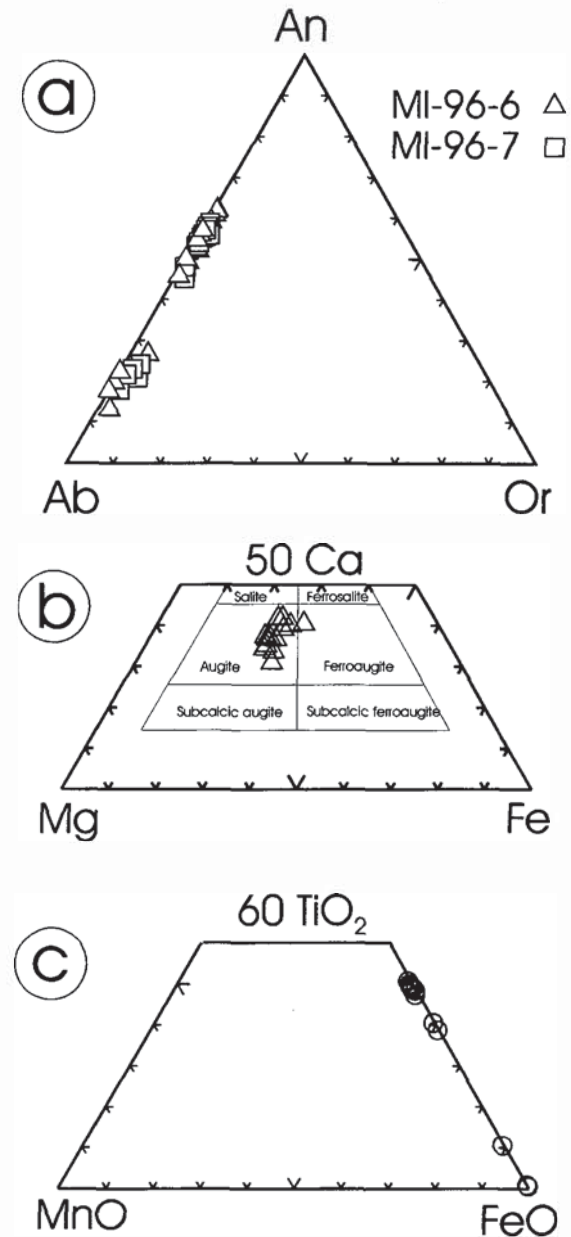 An
a
MI-96-6
MI-96-7
Ab
Or
b
50 Ca
Salite
Ferrosalite
Augite
Ferroaugite
Subcalcic augite
Subcalcic ferroaugite
Mg
Fe
c
60 TiO₂
MnO
FeO